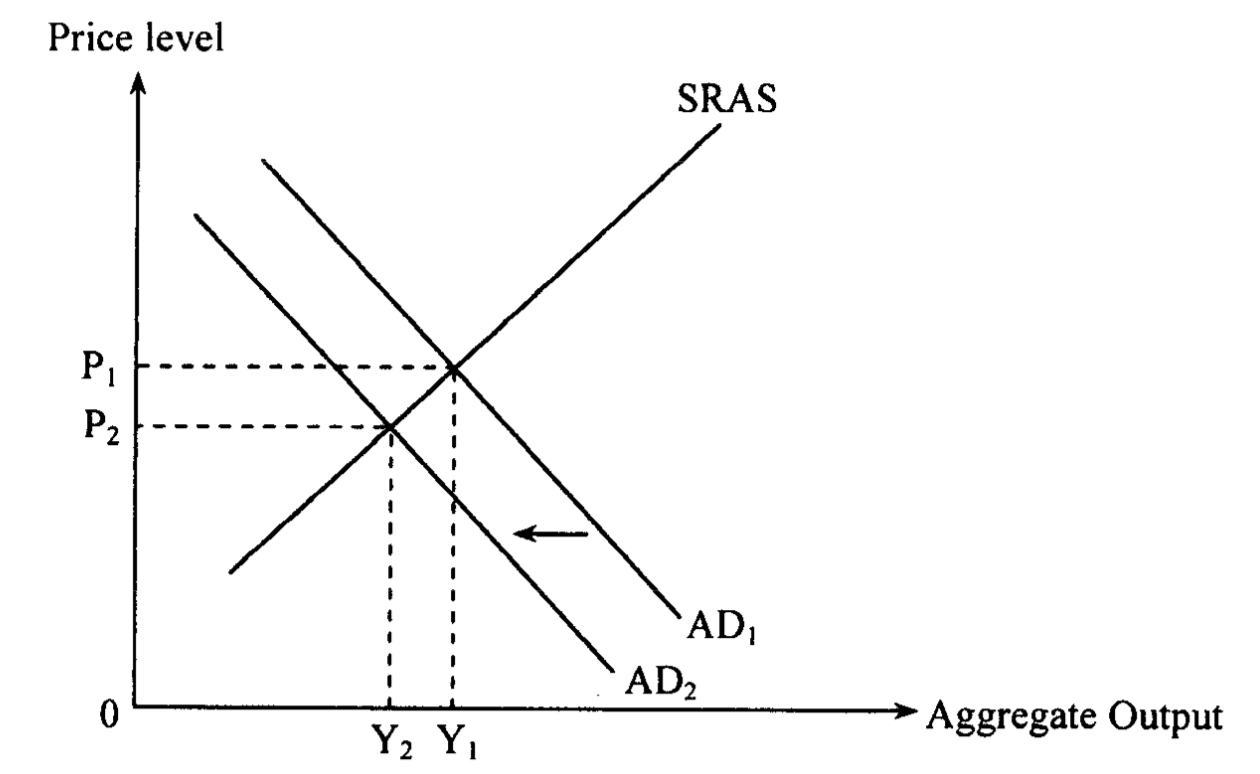 Price level
SRAS
P₁
P₂
AD₁
AD₂
0
Y₂ Y₁
Aggregate Output